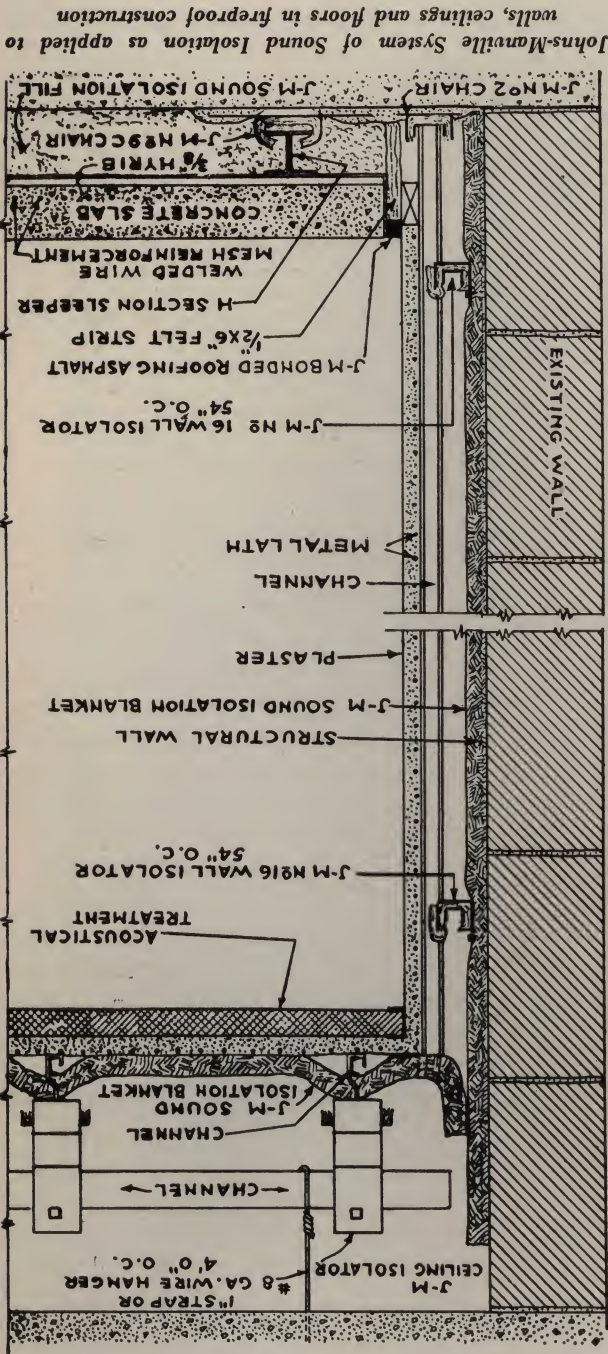 1" STRAP OR
#8 GA. WIRE HANGER
4'0" O.C.
J-M
CEILING ISOLATOR
CHANNEL
CHANNEL
J-M SOUND
ISOLATION BLANKET
ACOUSTICAL
TREATMENT
J-M Nº16 WALL ISOLATOR
54" O.C.
STRUCTURAL WALL
J-M SOUND ISOLATION BLANKET
PLASTER
CHANNEL
METAL LATH
EXISTING WALL
J-M Nº 16 WALL ISOLATOR
54" O.C.
J-M BONDED ROOFING ASPHALT
1/2"x6" FELT STRIP
H SECTION SLEEPER
WELDED WIRE
MESH REINFORCEMENT
CONCRETE SLAB
3/8" HYRIB
J-M Nº9C CHAIR
J-M Nº2 CHAIR
J-M SOUND ISOLATION FILL
Johns-Manville System of Sound Isolation as applied to
walls, ceilings and floors in fireproof construction